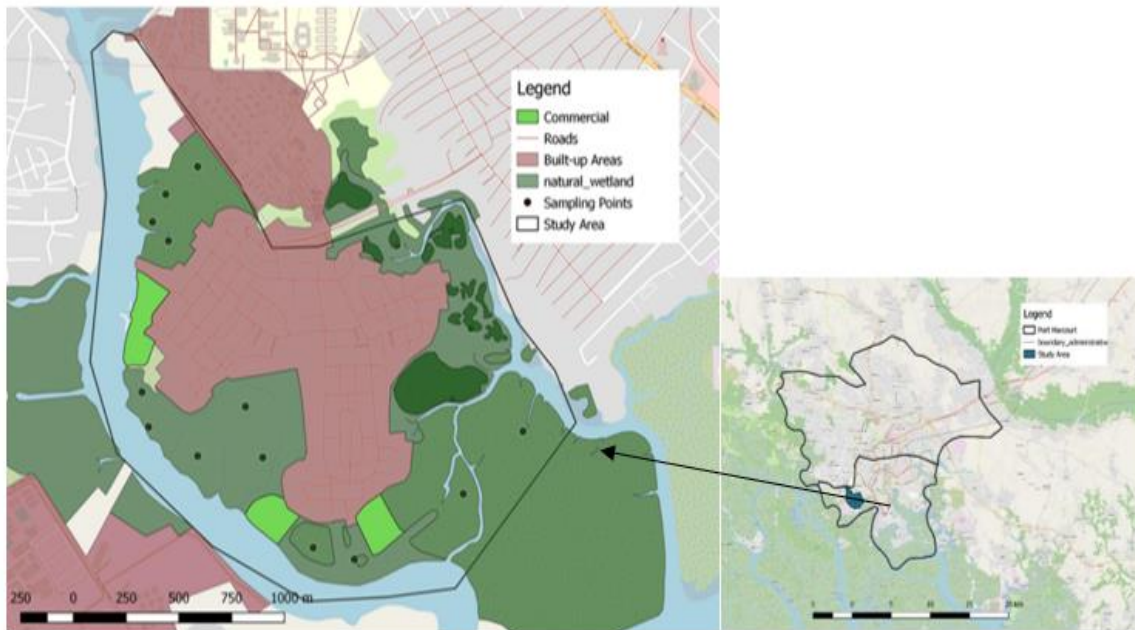 Legend
Commercial
Roads
Built-up Areas
natural_wetland
Sampling Points
Study Area
250 0 250 500 750 1000 m
Legend
Port Harcourt
boundary_administrativ
Study Area